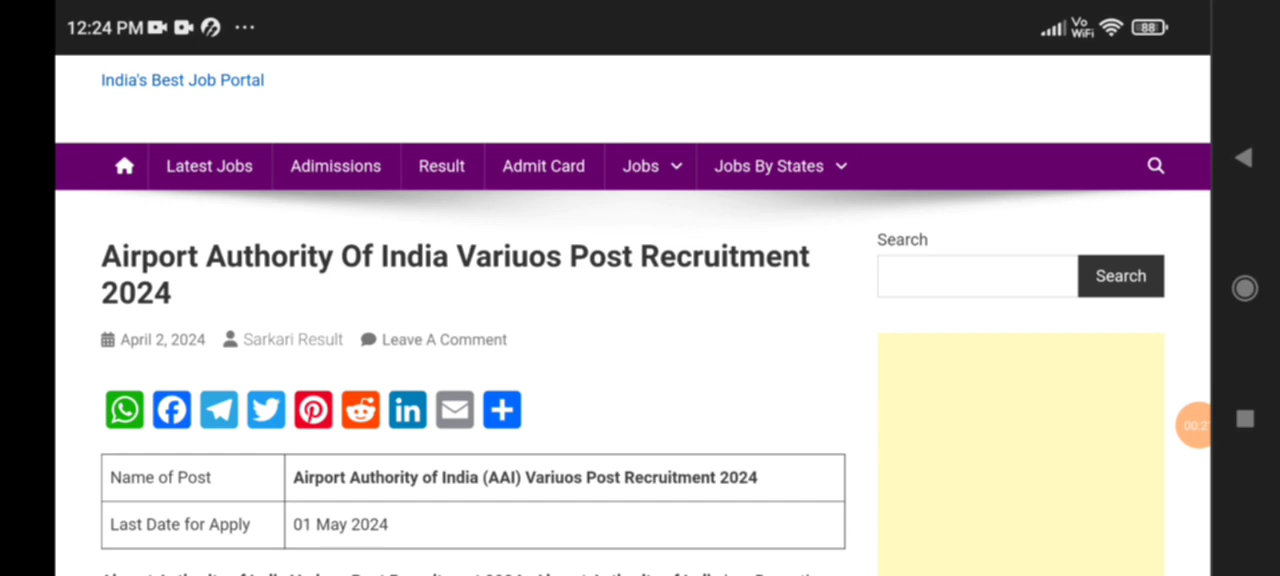 12:24 PM
Vo
WiFi
88
India's Best Job Portal
Latest Jobs
Adimissions
Result
Admit Card
Jobs
Jobs By States
Airport Authority Of India Variuos Post Recruitment
2024
April 2, 2024 Sarkari Result Leave A Comment
Search
Search
Name of Post
Airport Authority of India (AAI) Variuos Post Recruitment 2024
Last Date for Apply
01 May 2024